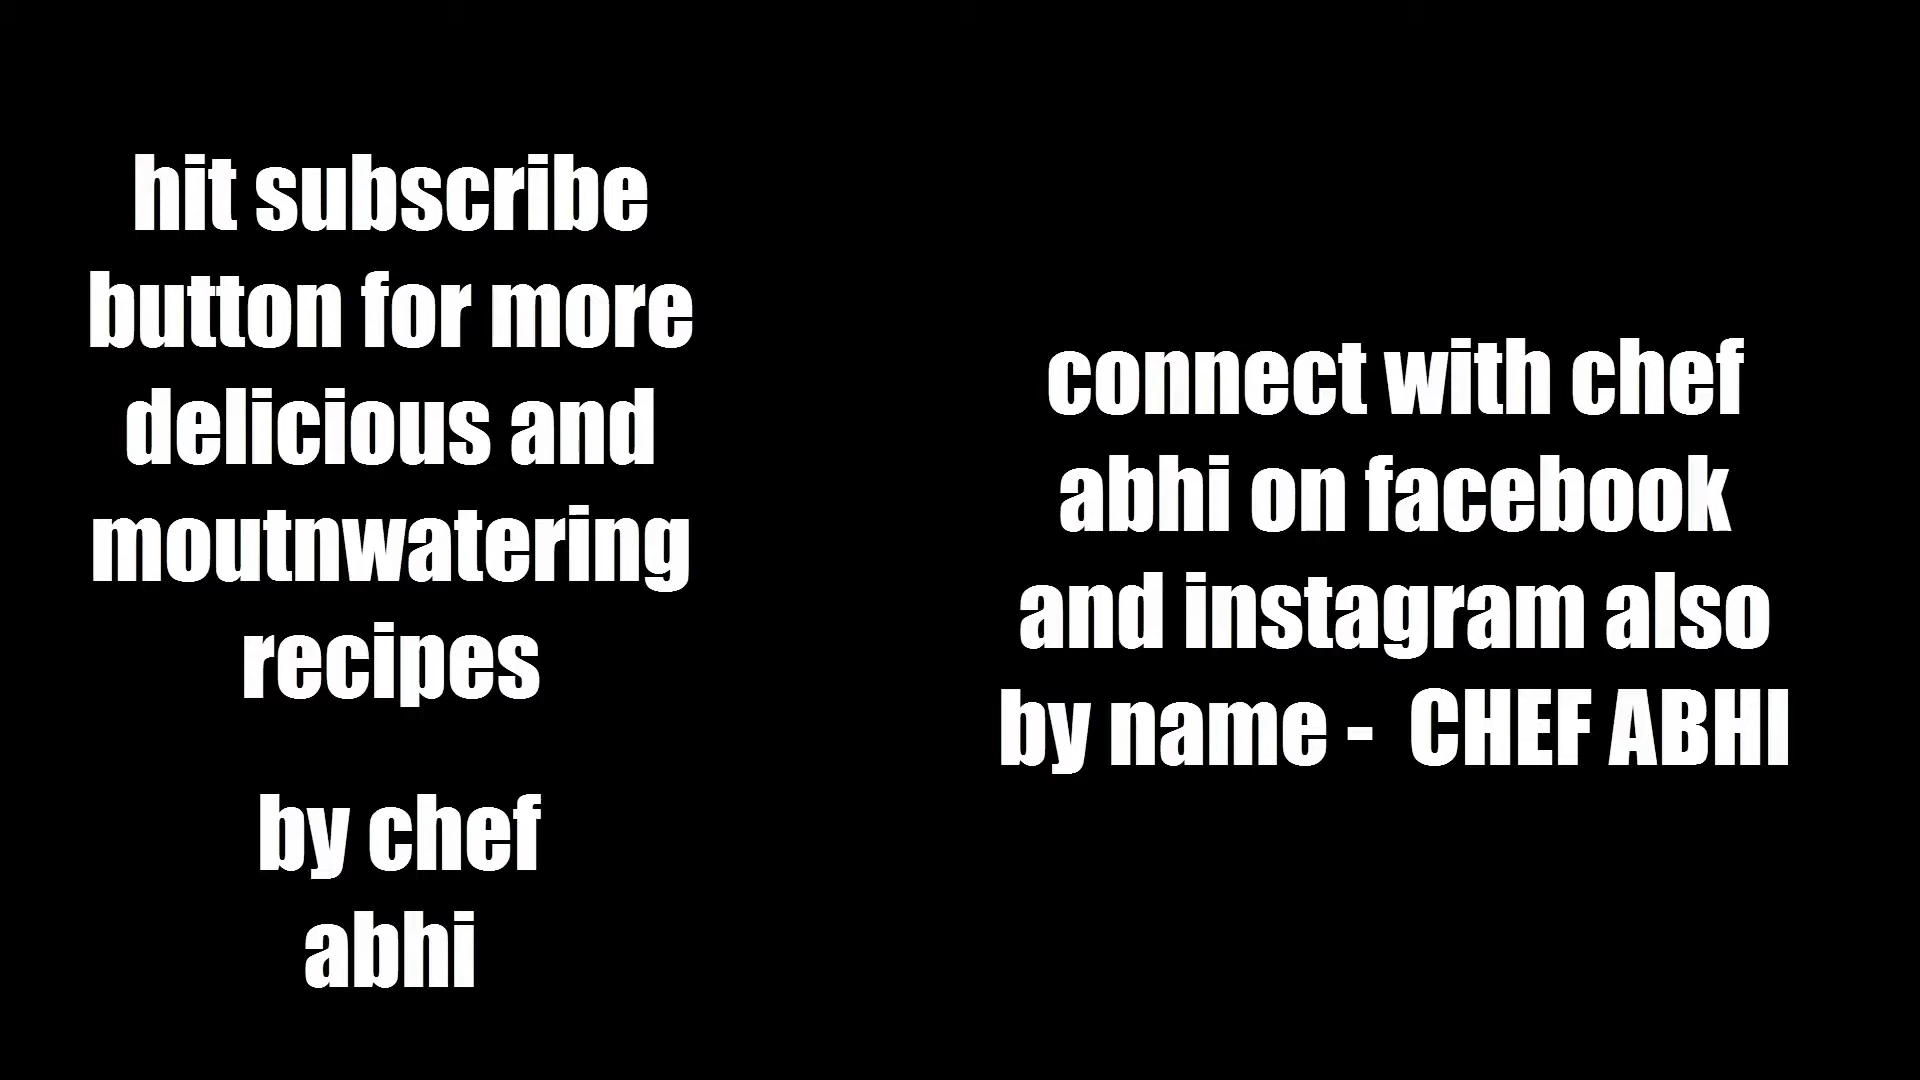 hit subscribe
button for more
delicious and
moutnwatering
recipes
by chef
abhi
connect with chef
abhi on facebook
and instagram also
by name -  CHEF ABHI